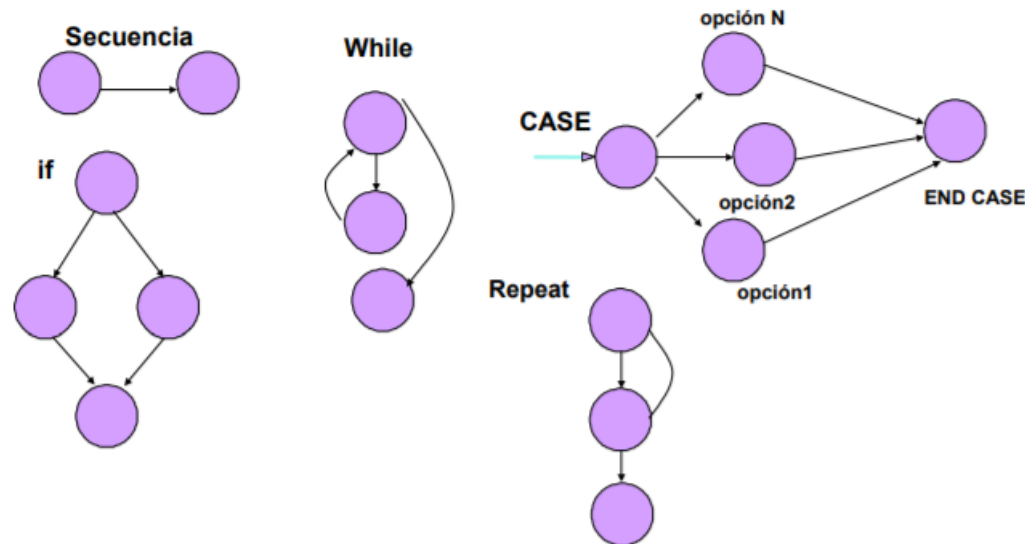 Secuencia
if
While
CASE
opción N
opción2
opción1
END CASE
Repeat